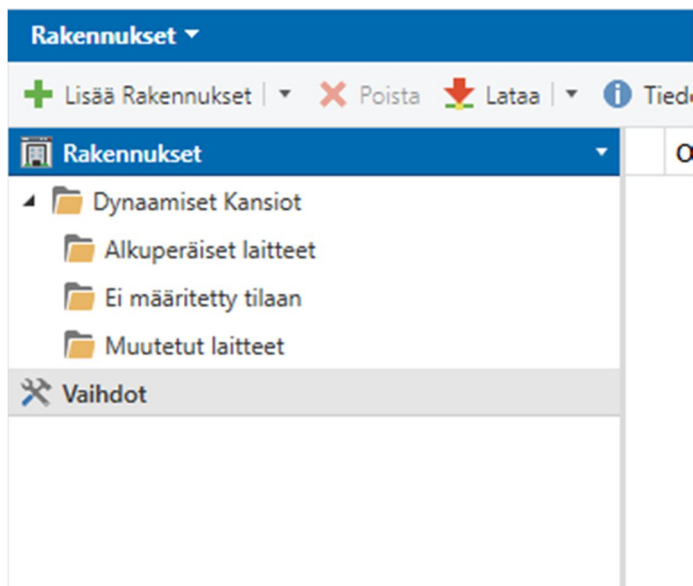 Rakennukset
Lisää Rakennukset Poista Lataa
Rakennukset
Dynaamiset Kansiot
Alkuperäiset laitteet
Ei määritetty tilaan
Muutetut laitteet
Vaihdot